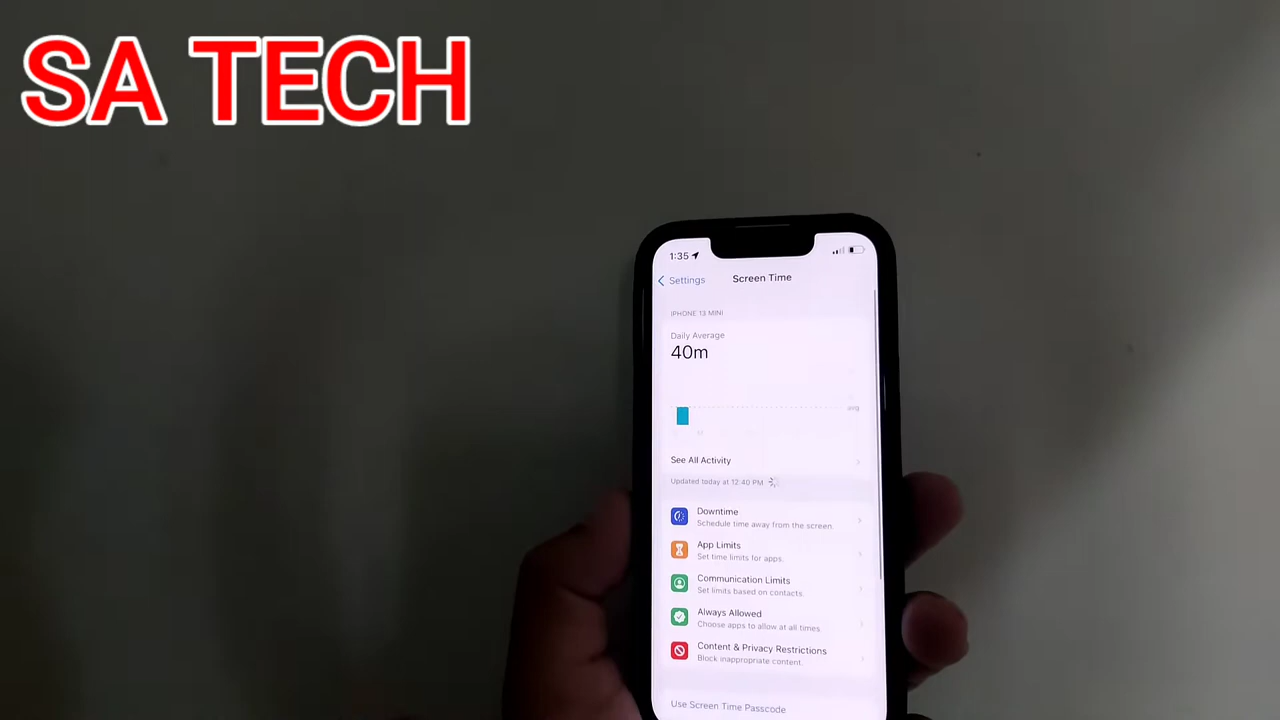 SA TECH
1:35
Settings
Screen Time
IPHONE 13 MINI
Daily Average
40m
avg
See All Activity
Updated today at 12:40 PM
Downtime
Schedule time away from the screen.
App Limits
Set time limits for apps.
Communication Limits
Set limits based on contacts.
Always Allowed
Choose apps to allow at all times.
Content & Privacy Restrictions
Block inappropriate content.
Use Screen Time Passcode